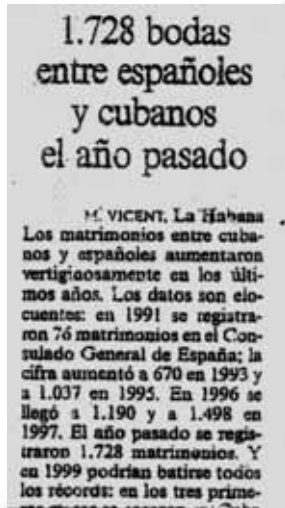 1.728 bodas
entre españoles
y cubanos
el año pasado
M. VICENT, La Habana
Los matrimonios entre cuba-
nos y españoles aumentaron
vertiginosamente en los últi-
mos años. Los datos son elo-
cuentes: en 1991 se registra-
ron 76 matrimonios en el Con-
sulado General de España; la
cifra aumentó a 670 en 1993 y
a 1.037 en 1995. En 1996 se
llegó a 1.190 y a 1.498 en
1997. El año pasado se regis-
traron 1.728 matrimonios. Y
en 1999 podrían batirse todos
los récords: en los tres prime-